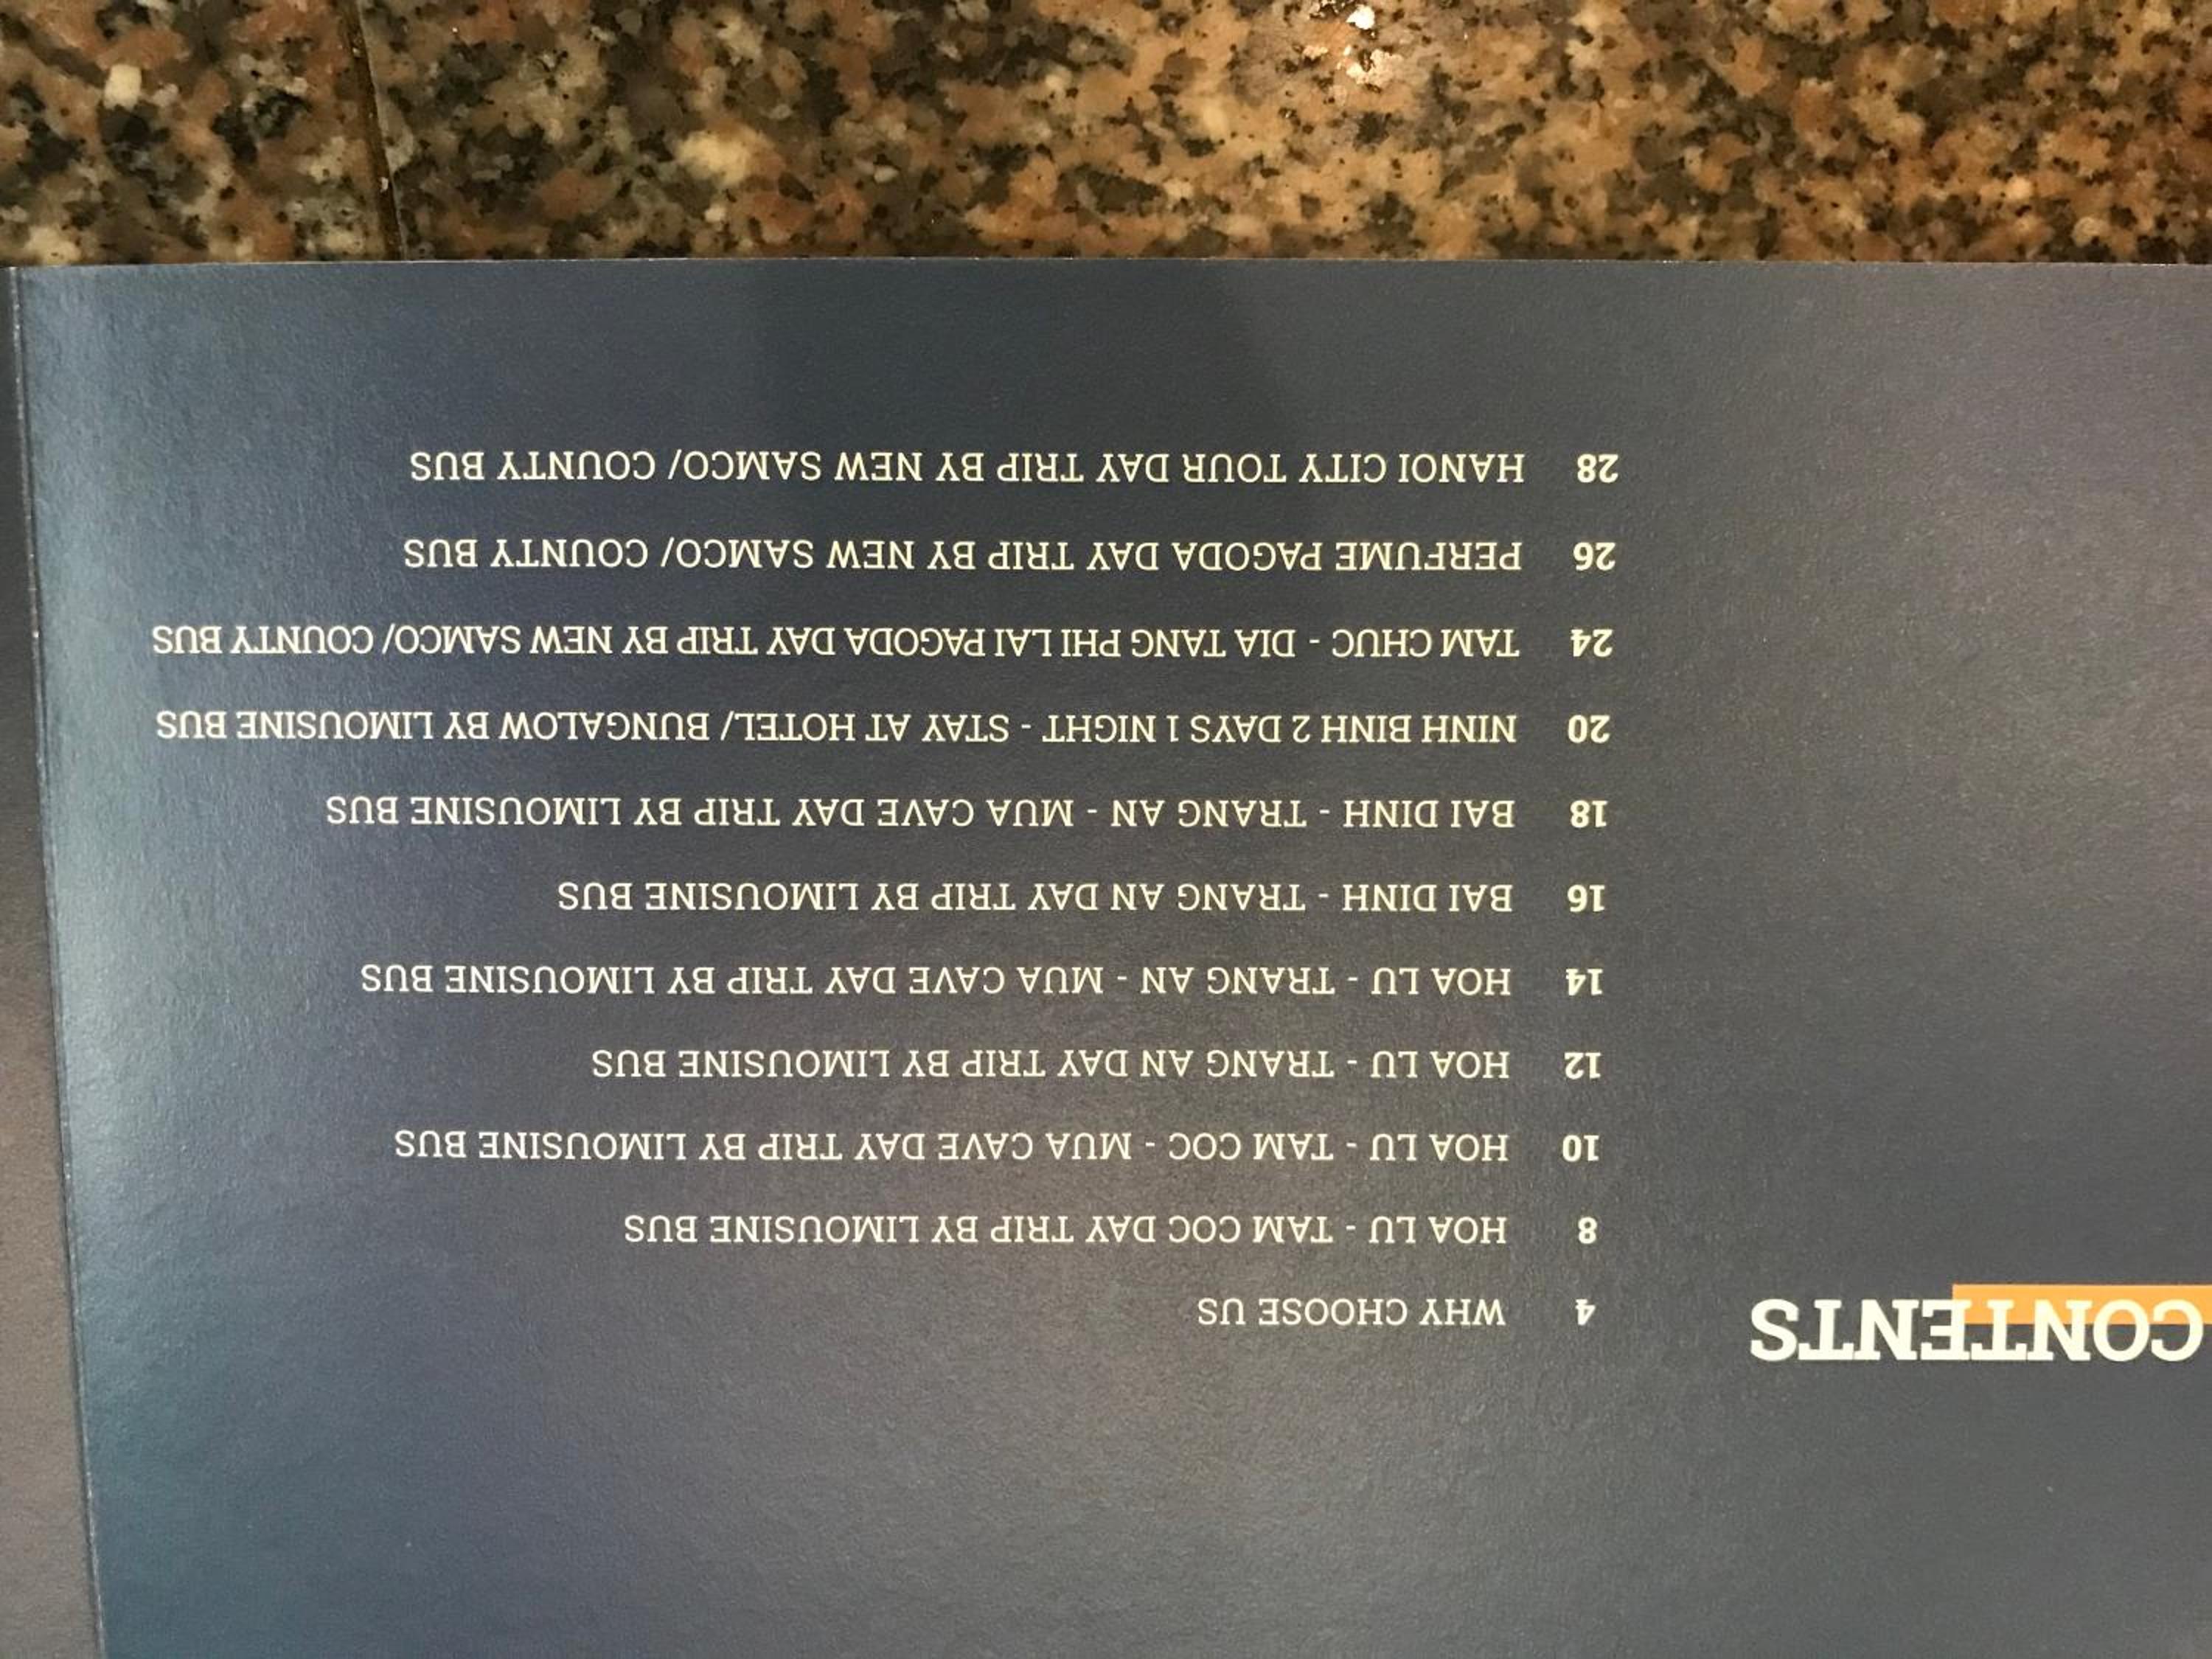 CONTENTS
4 WHY CHOOSE US
8 HOA LU - TAM COC DAY TRIP BY LIMOUSINE BUS
10 HOA LU - TAM COC - MUA CAVE DAY TRIP BY LIMOUSINE BUS
12 HOA LU - TRANG AN DAY TRIP BY LIMOUSINE BUS
14 HOA LU - TRANG AN - MUA CAVE DAY TRIP BY LIMOUSINE BUS
16 BAI DINH - TRANG AN DAY TRIP BY LIMOUSINE BUS
18 BAI DINH - TRANG AN - MUA CAVE DAY TRIP BY LIMOUSINE BUS
20 NINH BINH 2 DAYS 1 NIGHT - STAY AT HOTEL/ BUNGALOW BY LIMOUSINE BUS
24 TAM CHUC - DIA TANG PHI LAI PAGODA DAY TRIP BY NEW SAMCO/ COUNTY BUS
26 PERFUME PAGODA DAY TRIP BY NEW SAMCO/ COUNTY BUS
28 HANOI CITY TOUR DAY TRIP BY NEW SAMCO/ COUNTY BUS